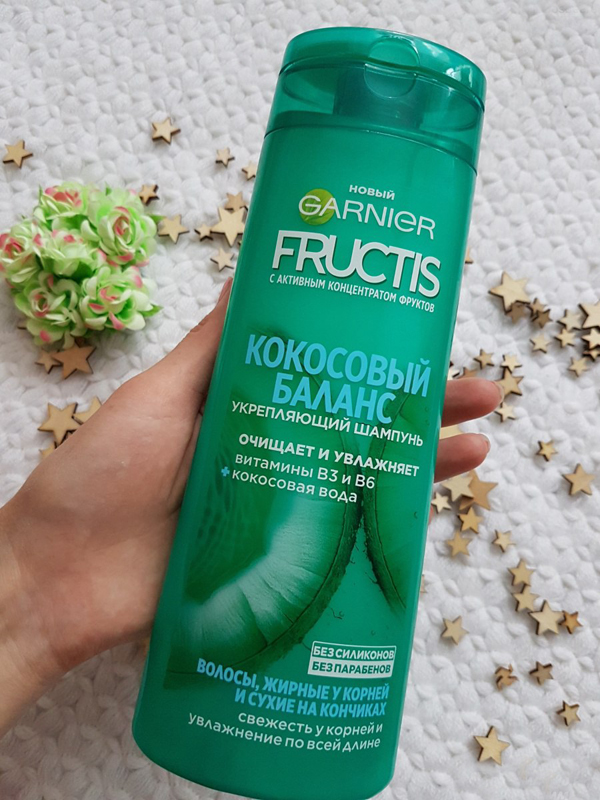 НОВЫЙ
GARNIER
FRUCTIS
С АКТИВНЫМ КОНЦЕНТРАТОМ ФРУКТОВ
КОКОСОВЫЙ
БАЛАНС
УКРЕПЛЯЮЩИЙ ШАМПУНЬ
ОЧИЩАЕТ И УВЛАЖНЯЕТ
витамины B3 и B6
+ кокосовая вода
БЕЗ СИЛИКОНОВ
БЕЗ ПАРАБЕНОВ
ВОЛОСЫ, ЖИРНЫЕ У КОРНЕЙ
И СУХИЕ НА КОНЧИКАХ
свежесть у корней и
увлажнение по всей длине